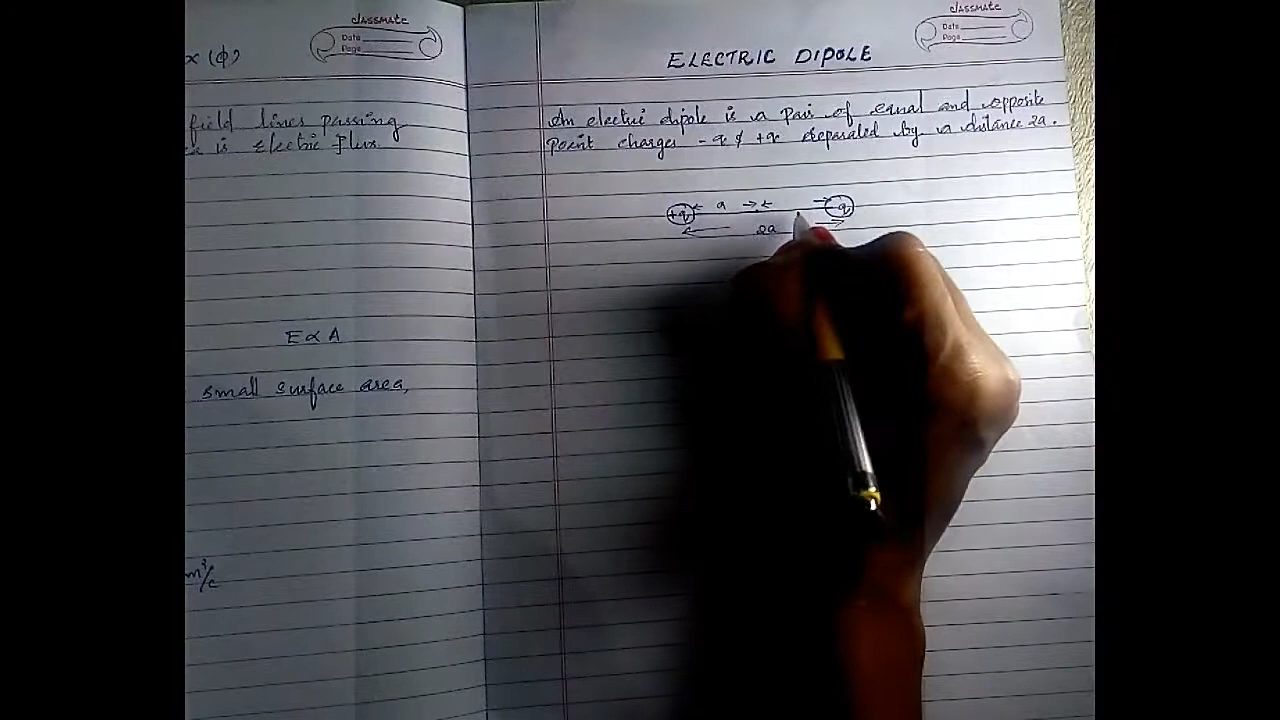 classmate
Date
Page
x (ϕ)
field lines passing
is electric flux
E ∝ A
small surface area,
m²/c
classmate
Date
Page
ELECTRIC DIPOLE
An electric dipole is a pair of equal and opposite
point charges -q & +q seperated by a distance 2a.
+q a -q
2a